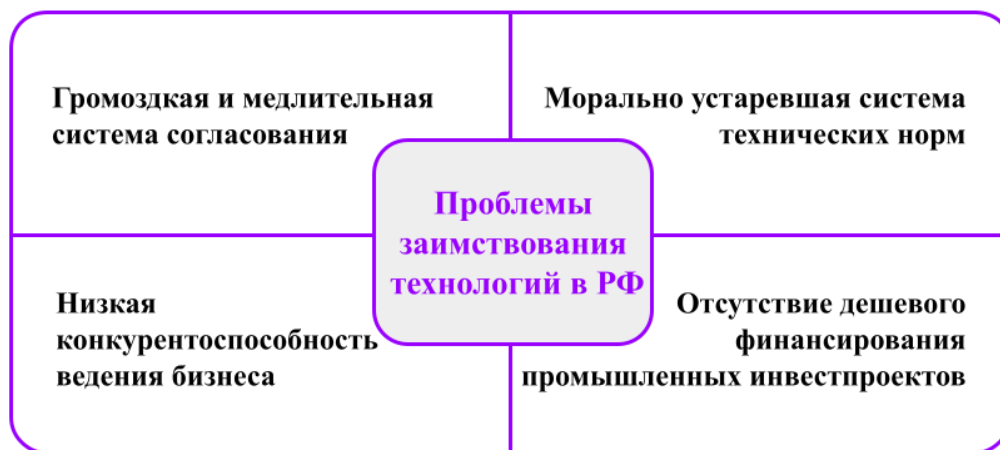 Громоздкая и медлительная
система согласования
Морально устаревшая система
технических норм
Проблемы
заимствования
технологий в РФ
Низкая
конкурентоспособность
ведения бизнеса
Отсутствие дешевого
финансирования
промышленных инвестпроектов